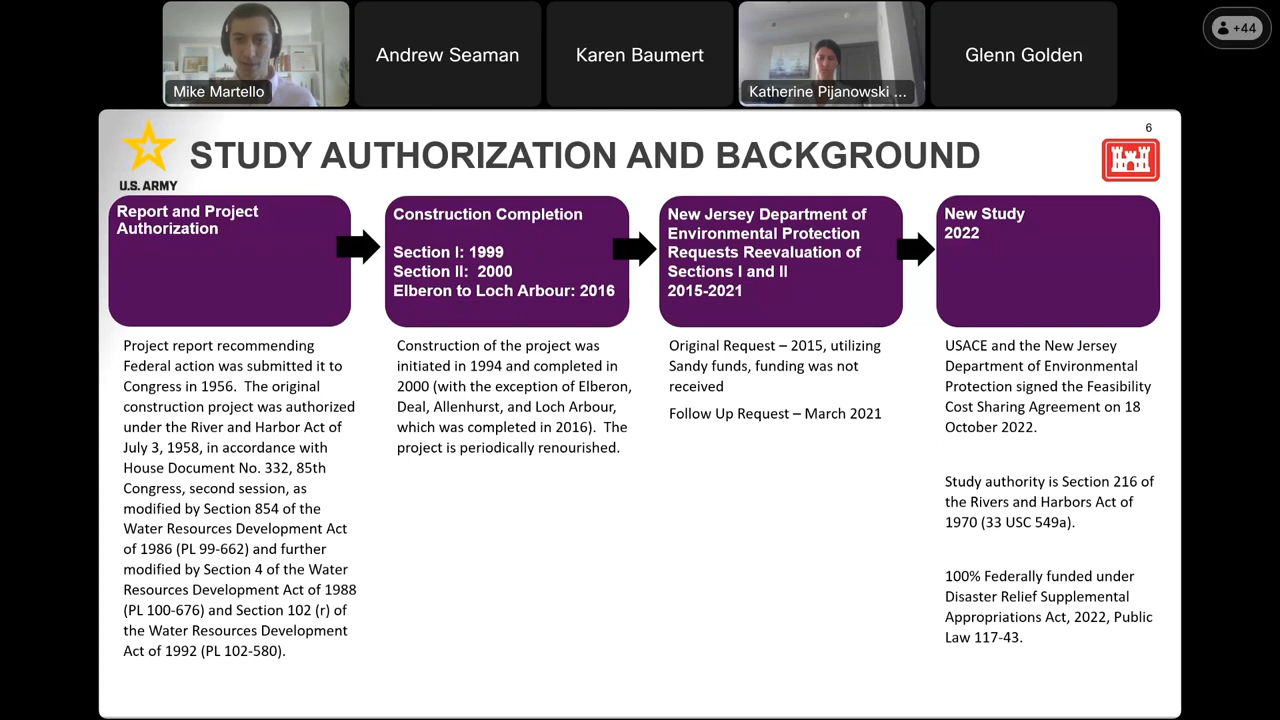 Mike Martello
Andrew Seaman
Karen Baumert
Katherine Pijanowski ...
Glenn Golden
+44
6
U.S. ARMY
STUDY AUTHORIZATION AND BACKGROUND
Report and Project
Authorization
Project report recommending
Federal action was submitted it to
Congress in 1956.  The original
construction project was authorized
under the River and Harbor Act of
July 3, 1958, in accordance with
House Document No. 332, 85th
Congress, second session, as
modified by Section 854 of the
Water Resources Development Act
of 1986 (PL 99-662) and further
modified by Section 4 of the Water
Resources Development Act of 1988
(PL 100-676) and Section 102 (r) of
the Water Resources Development
Act of 1992 (PL 102-580).
Construction Completion
Section I: 1999
Section II:  2000
Elberon to Loch Arbour: 2016
Construction of the project was
initiated in 1994 and completed in
2000 (with the exception of Elberon,
Deal, Allenhurst, and Loch Arbour,
which was completed in 2016).  The
project is periodically renourished.
New Jersey Department of
Environmental Protection
Requests Reevaluation of
Sections I and II
2015-2021
Original Request – 2015, utilizing
Sandy funds, funding was not
received
Follow Up Request – March 2021
New Study
2022
USACE and the New Jersey
Department of Environmental
Protection signed the Feasibility
Cost Sharing Agreement on 18
October 2022.
Study authority is Section 216 of
the Rivers and Harbors Act of
1970 (33 USC 549a).
100% Federally funded under
Disaster Relief Supplemental
Appropriations Act, 2022, Public
Law 117-43.